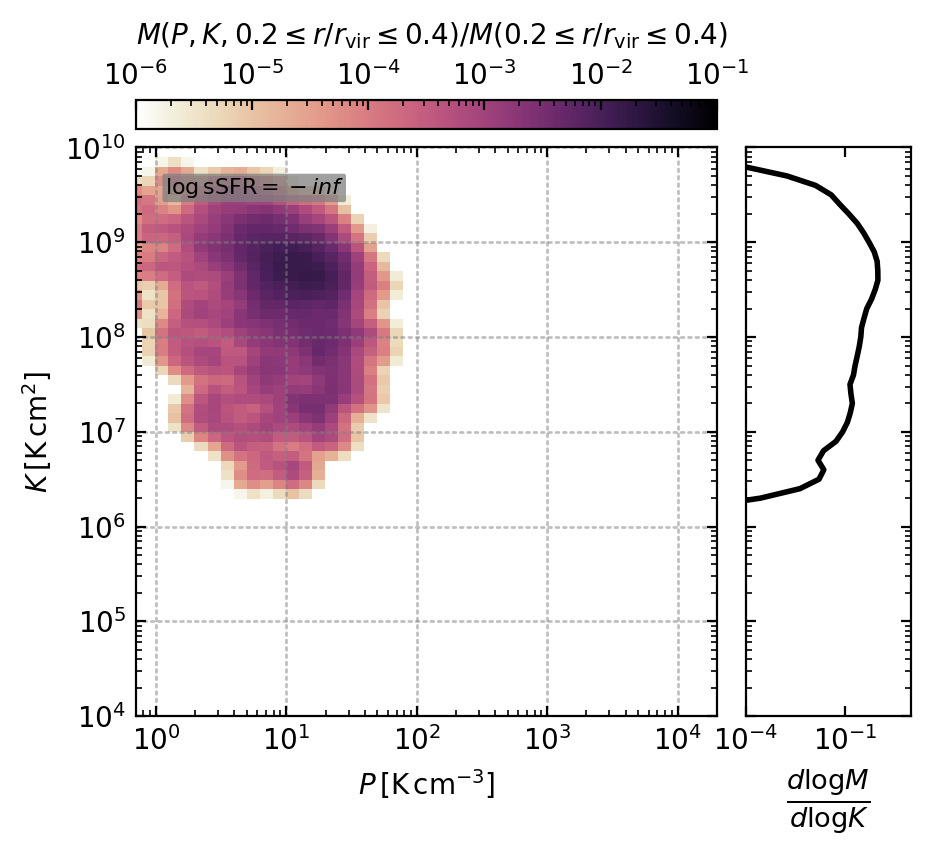 M(P, K, 0.2 ≤ r/r_vir ≤ 0.4)/M(0.2 ≤ r/r_vir ≤ 0.4)
10^−6 10^−5 10^−4 10^−3 10^−2 10^−1
log sSFR = −inf
10^10
10^9
10^8
10^7
10^6
10^5
10^4
K [K cm^2]
10^0 10^1 10^2 10^3 10^4
P [K cm^−3]
10^−4 10^−1
dlogM
dlogK